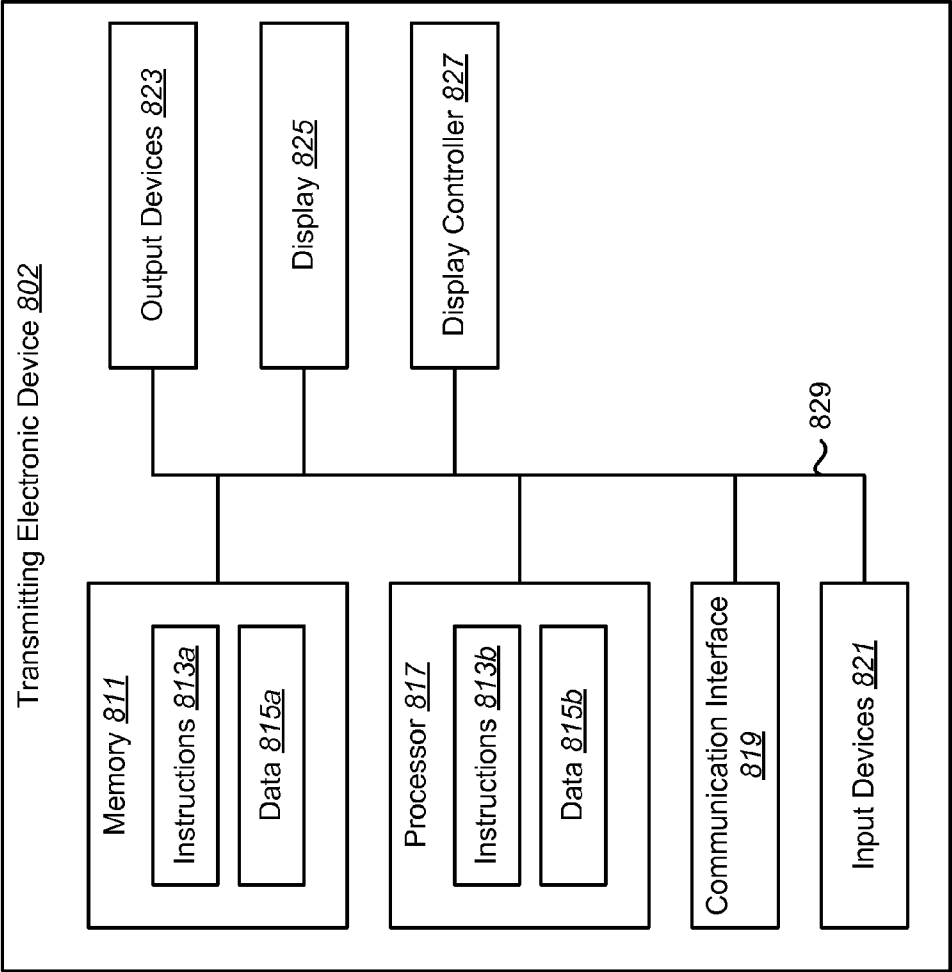 Transmitting Electronic Device 802
Memory 811
Instructions 813a
Data 815a
Processor 817
Instructions 813b
Data 815b
Communication Interface
819
Input Devices 821
Output Devices 823
Display 825
Display Controller 827
829